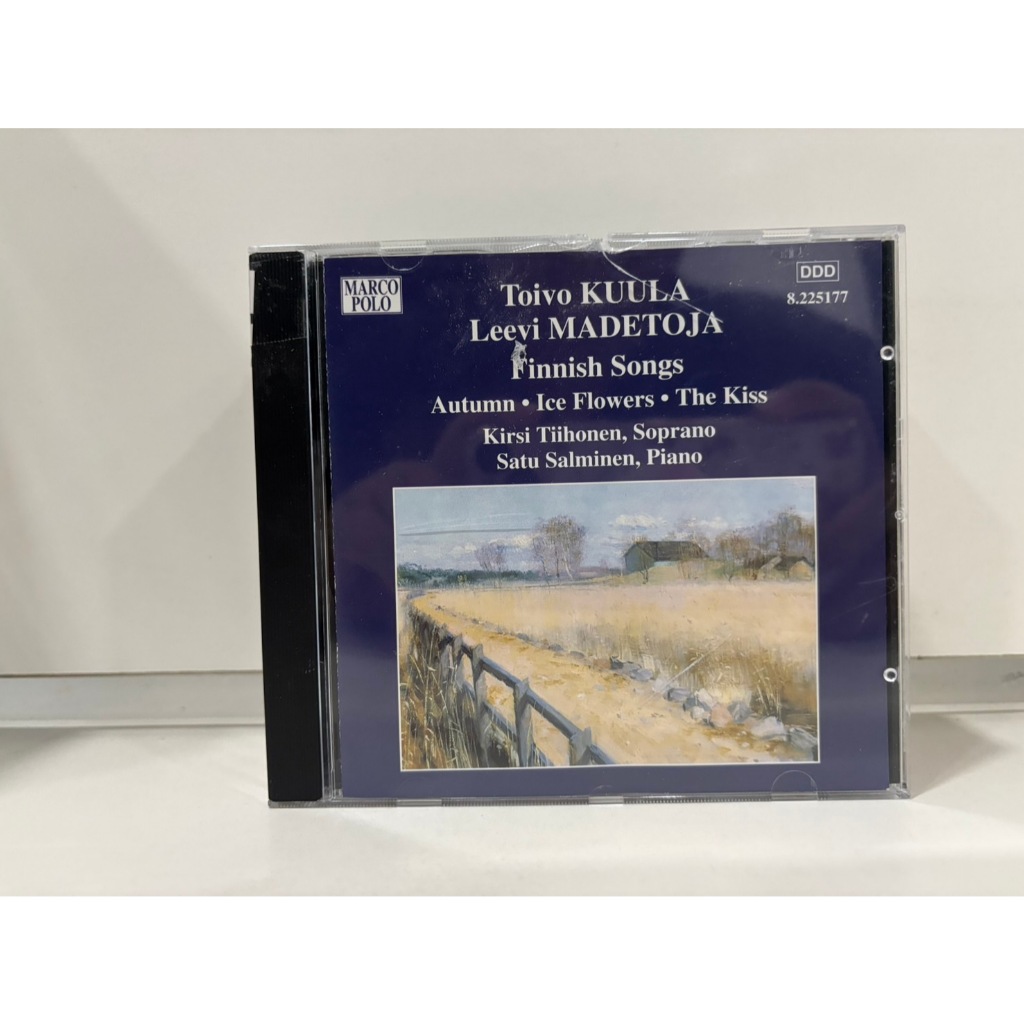 MARCO
POLO
DDD
8.225177
Toivo KUULA
Leevi MADETOJA
Finnish Songs
Autumn • Ice Flowers • The Kiss
Kirsi Tiihonen, Soprano
Satu Salminen, Piano